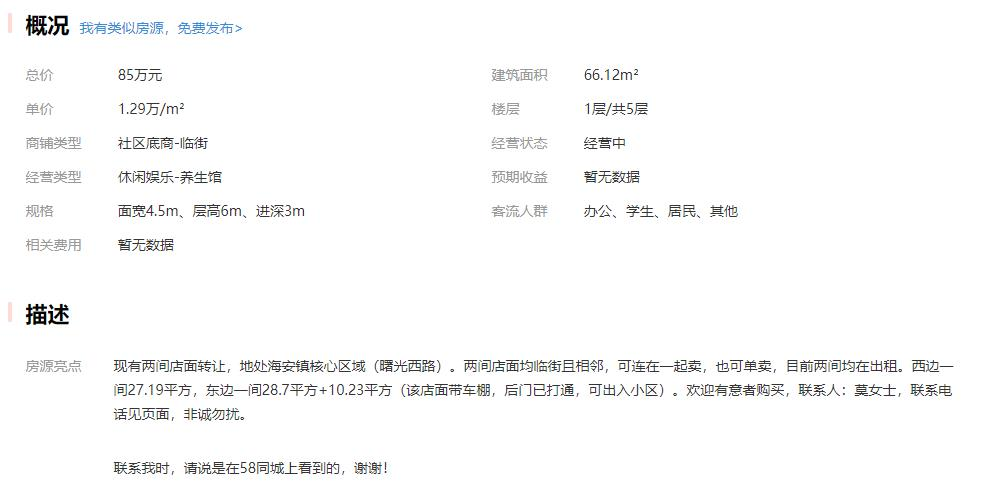 概况 我有类似房源，免费发布>
总价 85万元 建筑面积 66.12m²
单价 1.29万/m² 楼层 1层/共5层
商铺类型 社区底商-临街 经营状态 经营中
经营类型 休闲娱乐-养生馆 预期收益 暂无数据
规格 面宽4.5m、层高6m、进深3m 客流人群 办公、学生、居民、其他
相关费用 暂无数据
描述
房源亮点 现有两间店面转让，地处海安镇核心区域（曙光西路）。两间店面均临街且相邻，可连在一起卖，也可单卖，目前两间均在出租。西边一
间27.19平方，东边一间28.7平方+10.23平方（该店面带车棚，后门已打通，可出入小区）。欢迎有意者购买，联系人：莫女士，联系电
话见页面，非诚勿扰。
联系我时，请说是在58同城上看到的，谢谢！